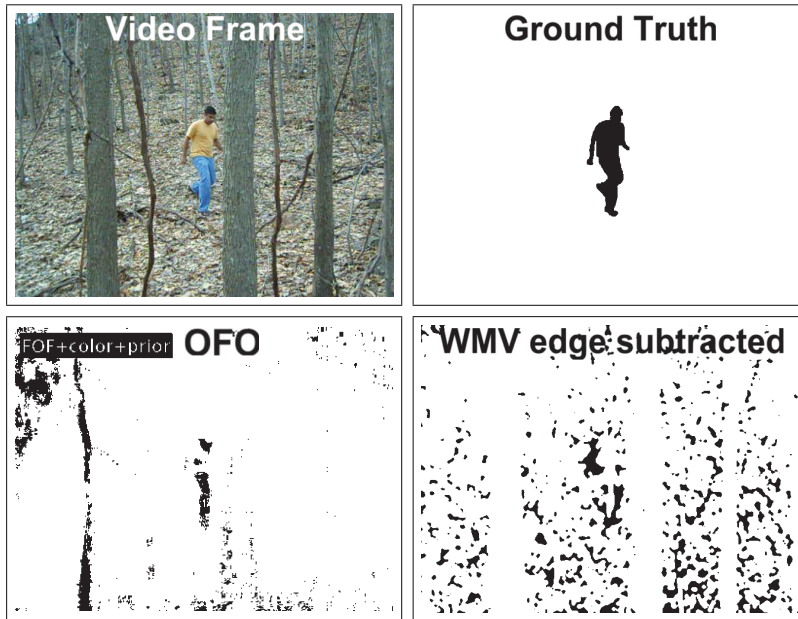 Video Frame
Ground Truth
FOF+color+prior OFO
WMV edge subtracted